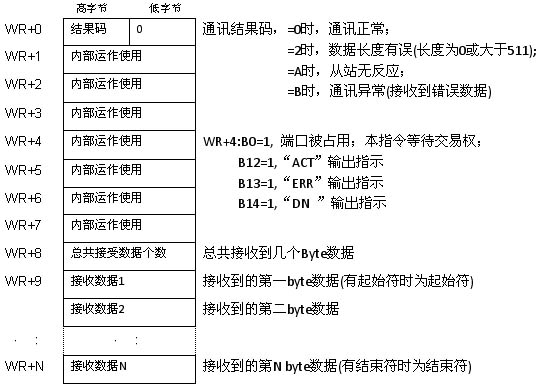 高字节 低字节
WR+0 结果码 0 通讯结果码，=0时，通讯正常；
WR+1 内部运作使用 =2时，数据长度有误(长度为0或大于511);
WR+2 内部运作使用 =A时，从站无反应；
=B时，通讯异常(接收到错误数据)
WR+3 内部运作使用
WR+4 内部运作使用 WR+4:B0=1, 端口被占用；本指令等待交易权；
WR+5 内部运作使用 B12=1,“ACT”输出指示
B13=1,“ERR”输出指示
WR+6 内部运作使用 B14=1,“DN ”输出指示
WR+7 内部运作使用
WR+8 总共接受数据个数 总共接收到几个Byte数据
WR+9 接收数据1 接收到的第一byte数据(有起始符时为起始符)
接收数据2 接收到的第二byte数据
. : . :
WR+N 接收数据N 接收到的第N byte数据(有结束符时为结束符)